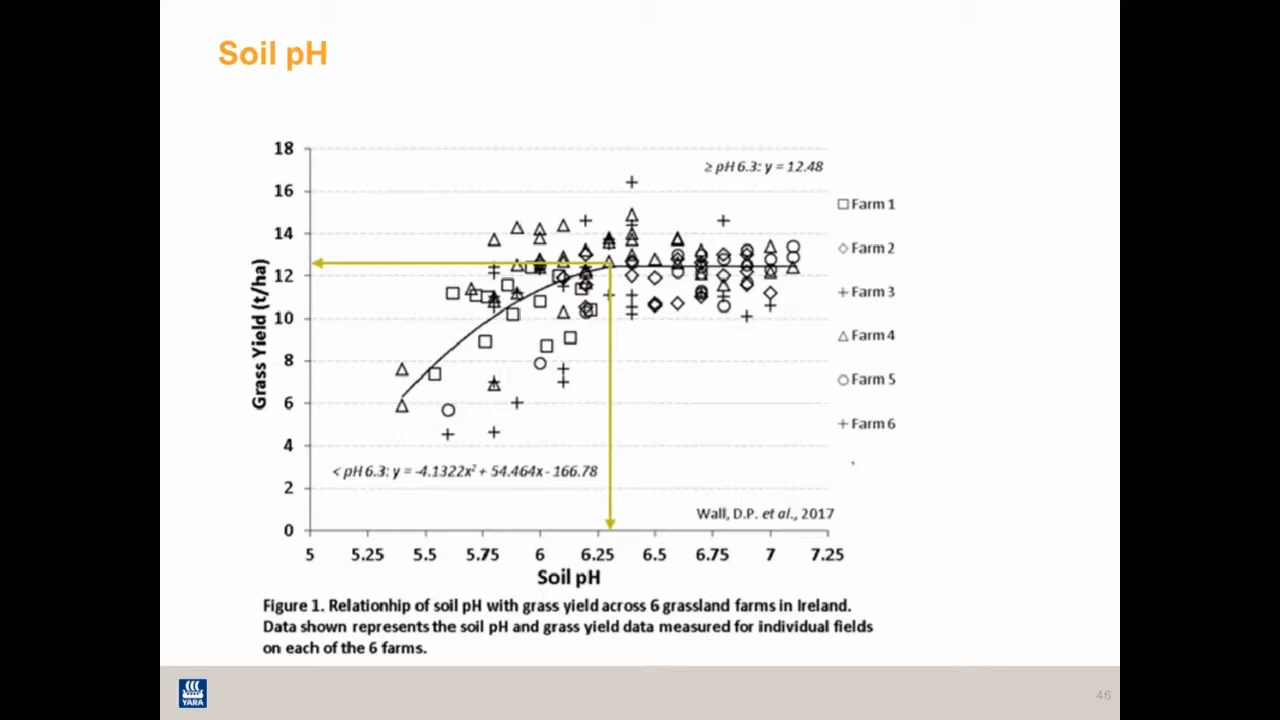 Soil pH
18
≥ pH 6.3: y = 12.48
16
14
12
10
8
6
4
2
0
Grass Yield (t/ha)
Farm 1
Farm 2
Farm 3
Farm 4
Farm 5
Farm 6
< pH 6.3: y = -4.1322x² + 54.464x - 166.78
Wall, D.P. et al., 2017
5 5.25 5.5 5.75 6 6.25 6.5 6.75 7 7.25
Soil pH
Figure 1. Relationhip of soil pH with grass yield across 6 grassland farms in Ireland.
Data shown represents the soil pH and grass yield data measured for individual fields
on each of the 6 farms.
YARA
46